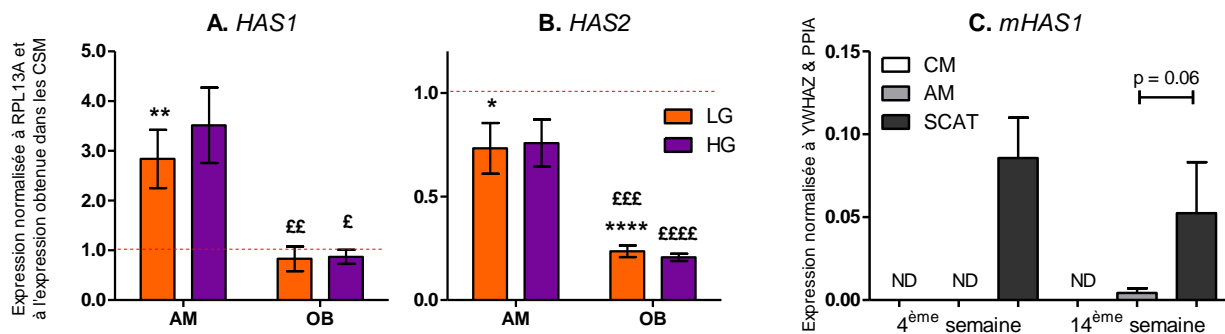 A. HAS1
Expression normalisée à RPL13A et
à l'expression obtenue dans les CSM
5.0
4.0
3.0
2.0
1.0
0.0
**
££
£
AM
OB
B. HAS2
1.0
0.5
0.0
*
£££
****
££££
LG
HG
AM
OB
C. mHAS1
Expression normalisée à YWHAZ & PPIA
0.15
0.10
0.05
0.00
CM
AM
SCAT
p = 0.06
ND
ND
ND
4ème semaine
14ème semaine